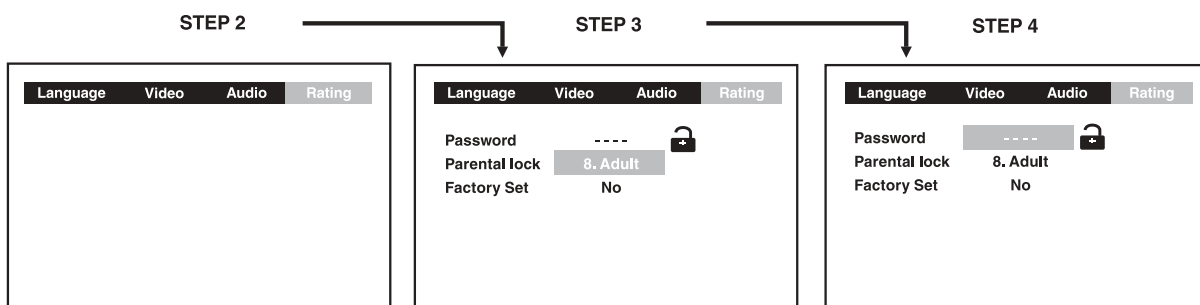 STEP 2 STEP 3 STEP 4
Language Video Audio Rating
Language Video Audio Rating
Password ----
Parental lock 8. Adult
Factory Set No
Language Video Audio Rating
Password ----
Parental lock 8. Adult
Factory Set No